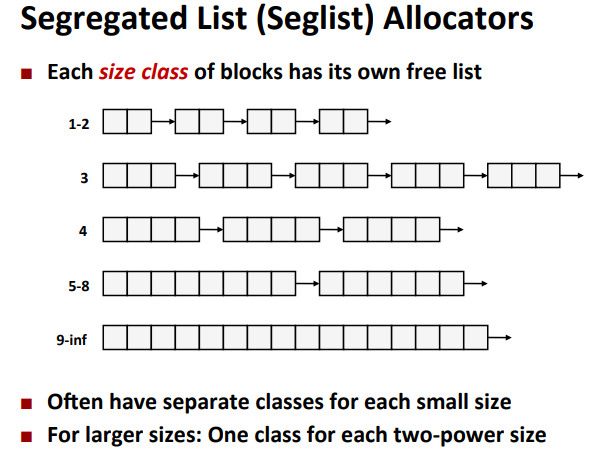 Segregated List (Seglist) Allocators
■ Each size class of blocks has its own free list
1-2
3
4
5-8
9-inf
■ Often have separate classes for each small size
■ For larger sizes: One class for each two-power size